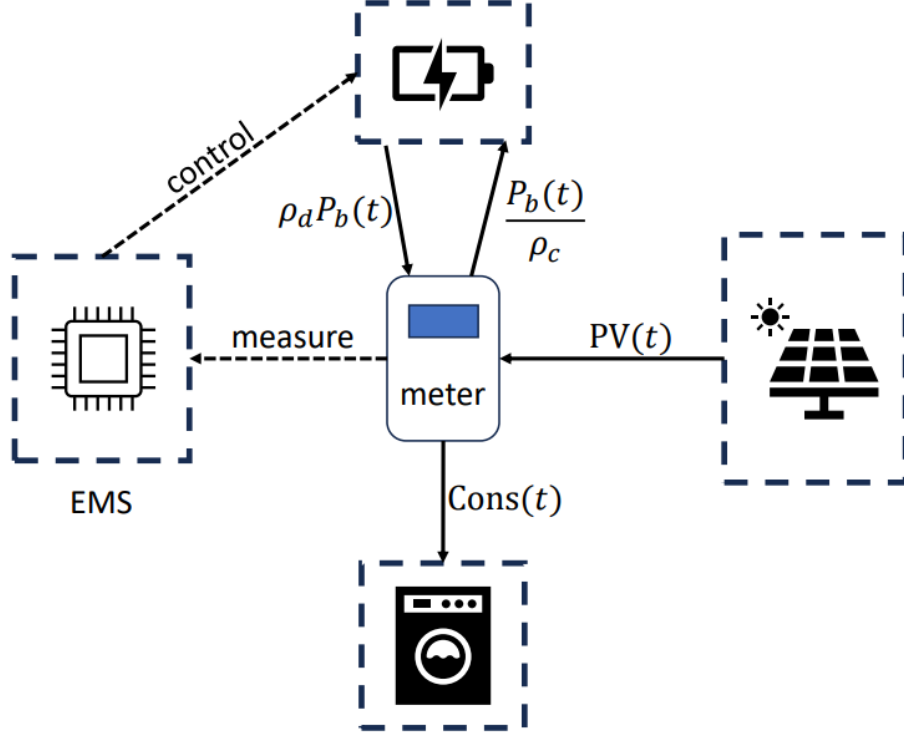 control
ρ_d P_b(t)
P_b(t)/ρ_c
measure
PV(t)
meter
EMS
Cons(t)